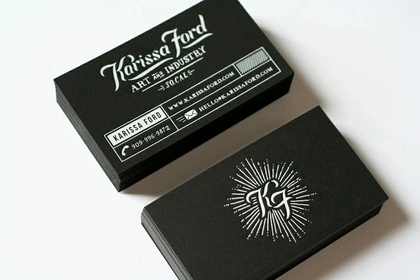 Karissa Ford
ART AND INDUSTRY
SO CAL
KARISSA FORD
WWW.KARISSAFORD.COM
909-996-9872
HELLO@KARISSAFORD.COM
KF